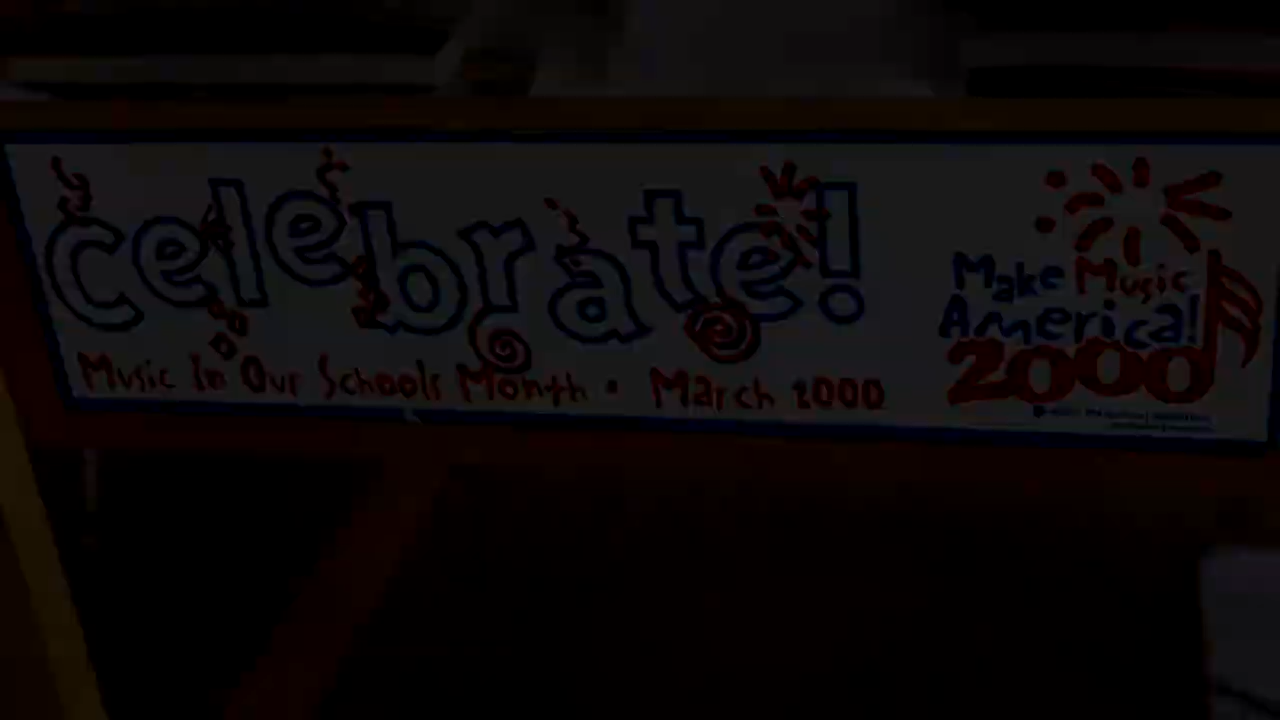 celebrate!
Music In Our Schools Month • March 2000
Make Music
America!
2000